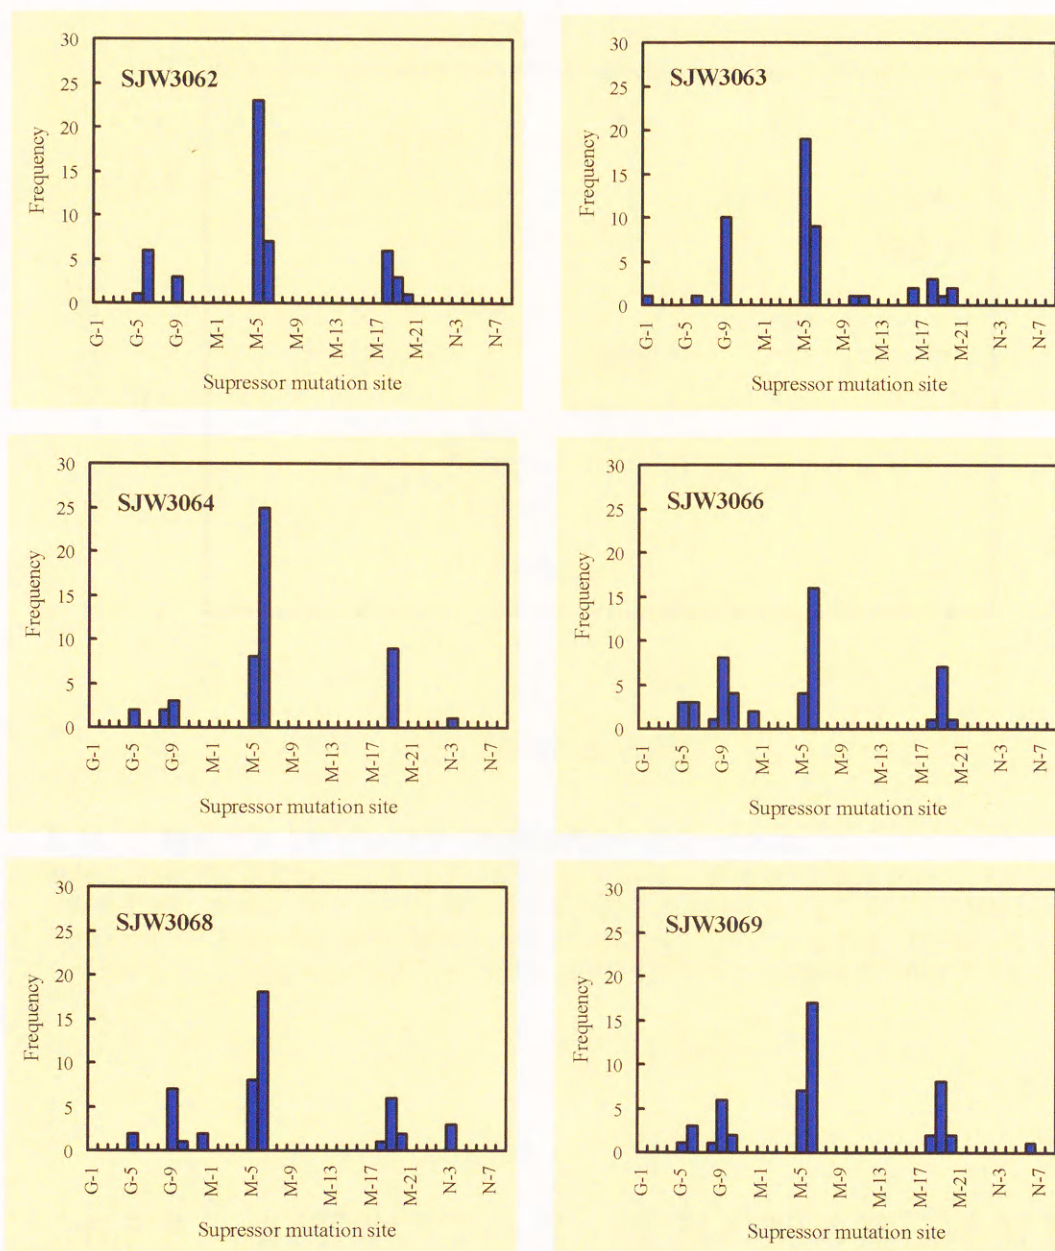 SJW3062
Frequency
30
25
20
15
10
5
0
G-1 G-5 G-9 M-1 M-5 M-9 M-13 M-17 M-21 N-3 N-7
Supressor mutation site
SJW3063
Frequency
30
25
20
15
10
5
0
G-1 G-5 G-9 M-1 M-5 M-9 M-13 M-17 M-21 N-3 N-7
Supressor mutation site
SJW3064
Frequency
30
25
20
15
10
5
0
G-1 G-5 G-9 M-1 M-5 M-9 M-13 M-17 M-21 N-3 N-7
Supressor mutation site
SJW3066
Frequency
30
25
20
15
10
5
0
G-1 G-5 G-9 M-1 M-5 M-9 M-13 M-17 M-21 N-3 N-7
Supressor mutation site
SJW3068
Frequency
30
25
20
15
10
5
0
G-1 G-5 G-9 M-1 M-5 M-9 M-13 M-17 M-21 N-3 N-7
Supressor mutation site
SJW3069
Frequency
30
25
20
15
10
5
0
G-1 G-5 G-9 M-1 M-5 M-9 M-13 M-17 M-21 N-3 N-7
Supressor mutation site